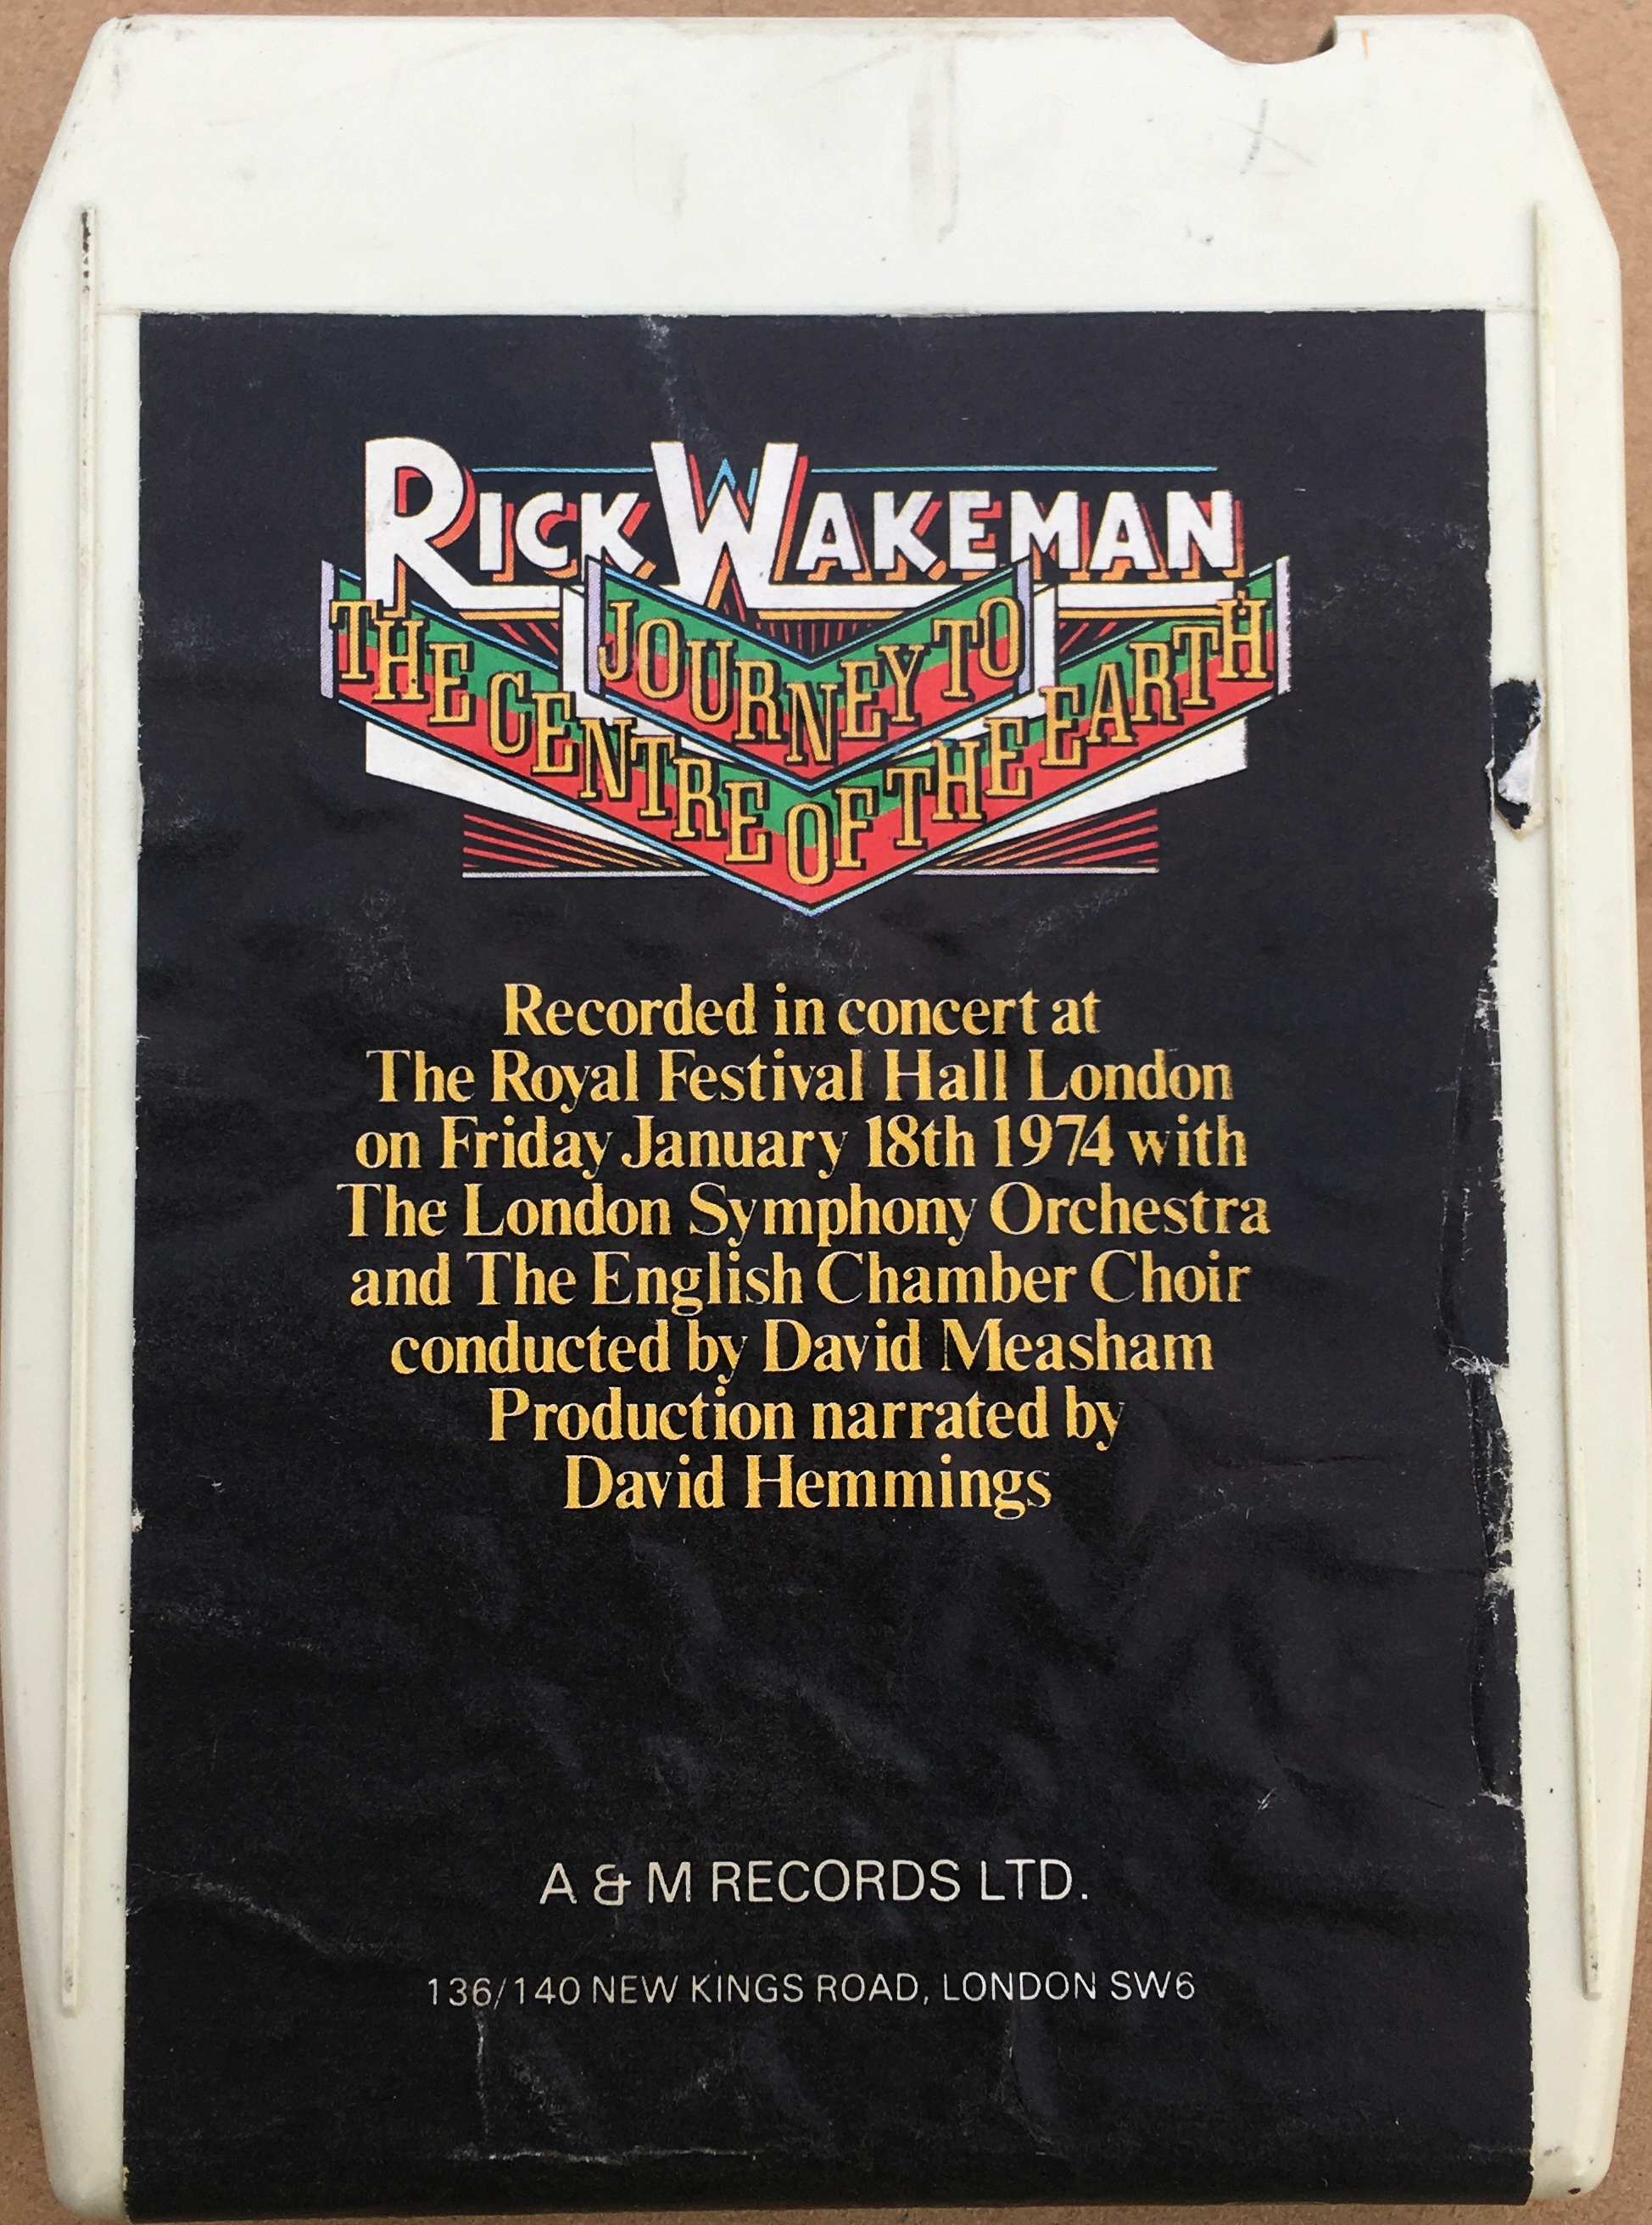 RICK WAKEMAN
JOURNEY TO
THE CENTRE OF THE EARTH
Recorded in concert at
The Royal Festival Hall London
on Friday January 18th 1974 with
The London Symphony Orchestra
and The English Chamber Choir
conducted by David Measham
Production narrated by
David Hemmings
A & M RECORDS LTD.
136/140 NEW KINGS ROAD, LONDON SW6